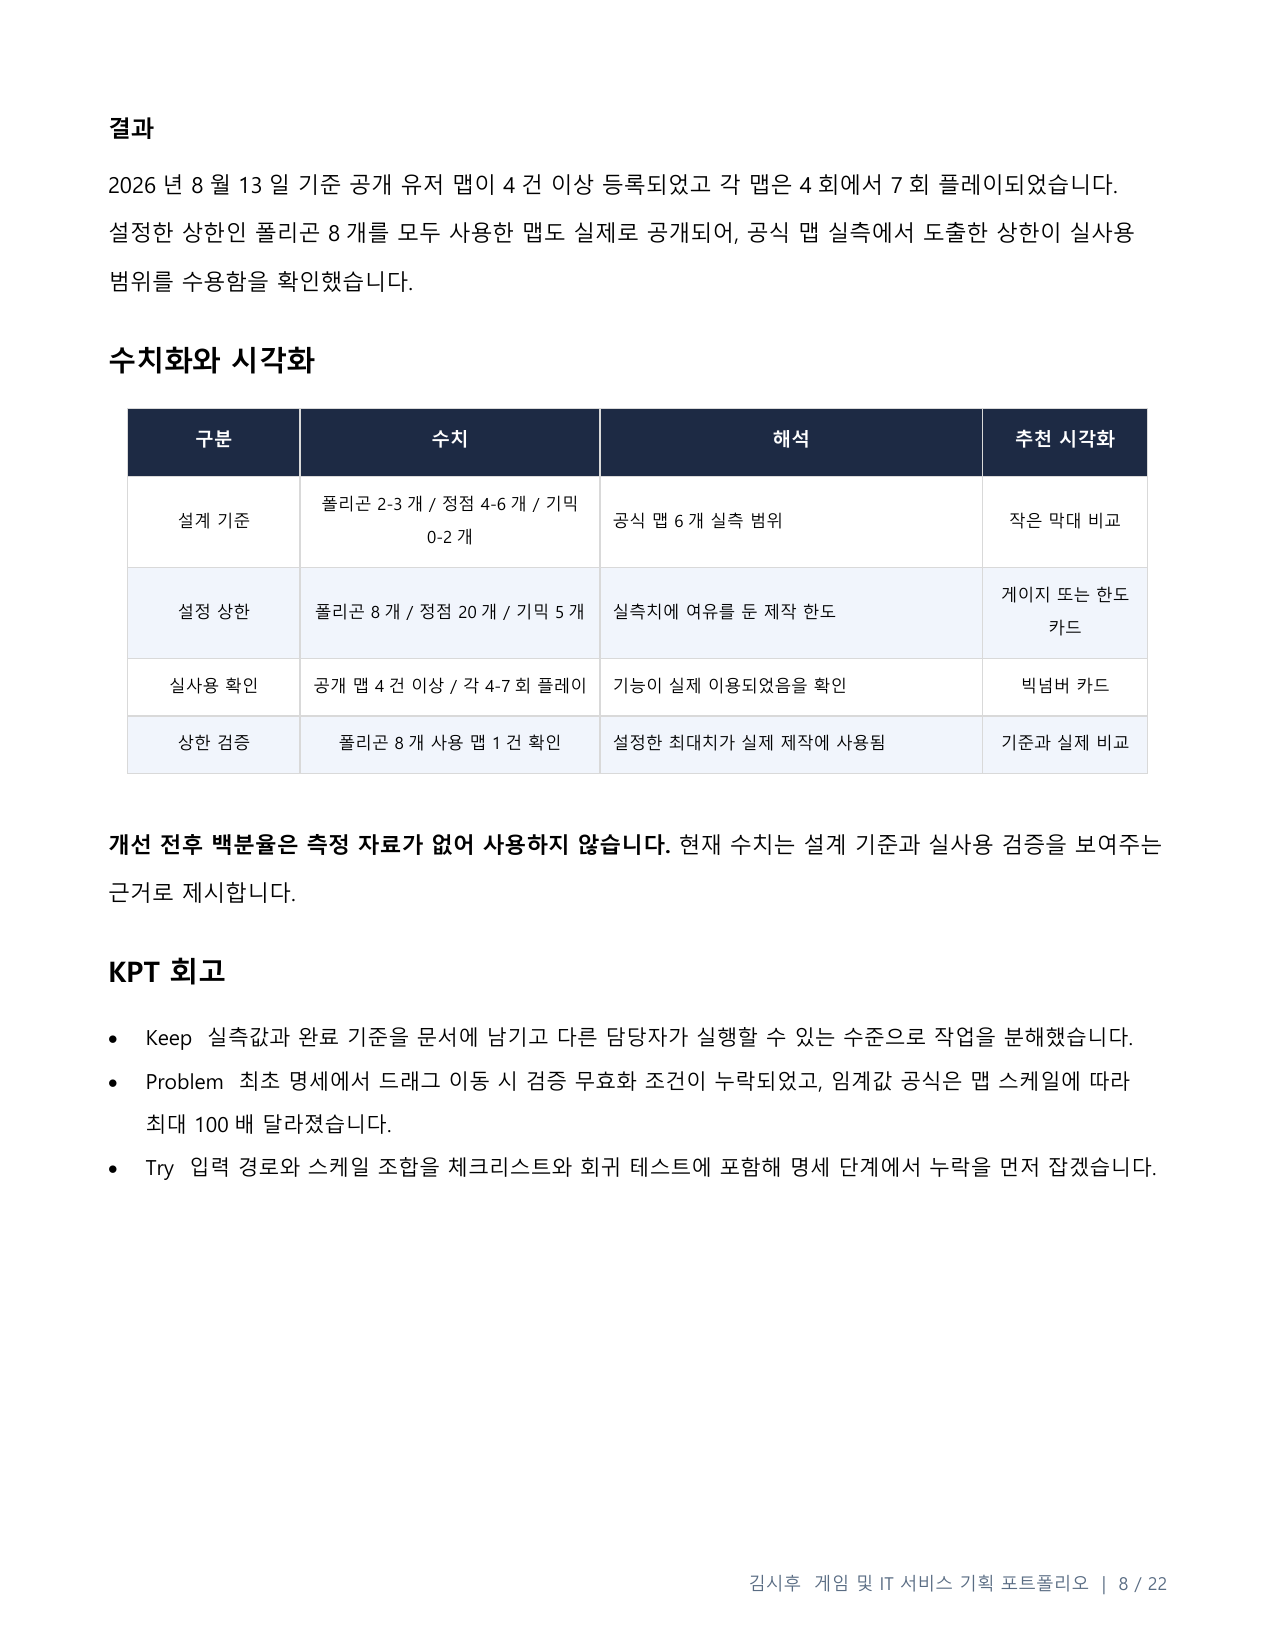 결과
2026 년 8 월 13 일 기준 공개 유저 맵이 4 건 이상 등록되었고 각 맵은 4 회에서 7 회 플레이되었습니다.
설정한 상한인 폴리곤 8 개를 모두 사용한 맵도 실제로 공개되어, 공식 맵 실측에서 도출한 상한이 실사용
범위를 수용함을 확인했습니다.
수치화와 시각화
구분 수치 해석 추천 시각화
설계 기준 폴리곤 2-3 개 / 정점 4-6 개 / 기믹
0-2 개 공식 맵 6 개 실측 범위 작은 막대 비교
설정 상한 폴리곤 8 개 / 정점 20 개 / 기믹 5 개 실측치에 여유를 둔 제작 한도 게이지 또는 한도
카드
실사용 확인 공개 맵 4 건 이상 / 각 4-7 회 플레이 기능이 실제 이용되었음을 확인 빅넘버 카드
상한 검증 폴리곤 8 개 사용 맵 1 건 확인 설정한 최대치가 실제 제작에 사용됨 기준과 실제 비교
개선 전후 백분율은 측정 자료가 없어 사용하지 않습니다. 현재 수치는 설계 기준과 실사용 검증을 보여주는
근거로 제시합니다.
KPT 회고
• Keep 실측값과 완료 기준을 문서에 남기고 다른 담당자가 실행할 수 있는 수준으로 작업을 분해했습니다.
• Problem 최초 명세에서 드래그 이동 시 검증 무효화 조건이 누락되었고, 임계값 공식은 맵 스케일에 따라
최대 100 배 달라졌습니다.
• Try 입력 경로와 스케일 조합을 체크리스트와 회귀 테스트에 포함해 명세 단계에서 누락을 먼저 잡겠습니다.
김시후 게임 및 IT 서비스 기획 포트폴리오 | 8 / 22